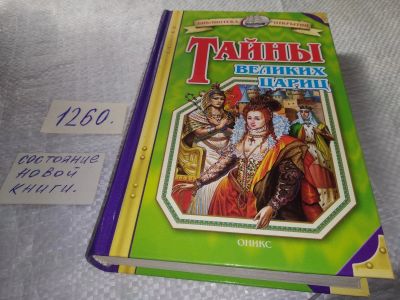 БИБЛИОТЕКА ОТКРЫТИЙ
ТАЙНЫ
ВЕЛИКИХ
ЦАРИЦ
ОНИКС
1260.
СОСТОЯНИЕ
НОВОЙ
КНИГИ.